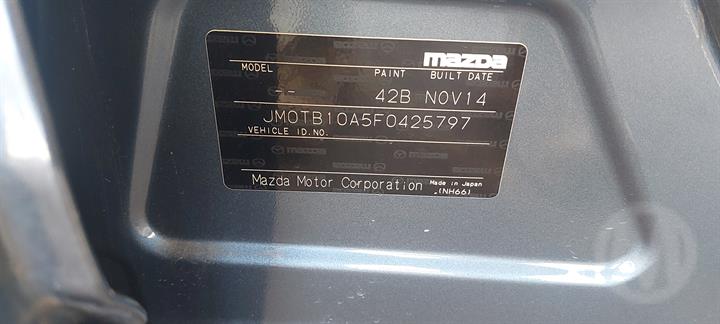 mazda
MODEL PAINT BUILT DATE
-- 42B NOV14
JM0TB10A5F0425797
VEHICLE ID.NO.
Mazda Motor Corporation Made in Japan
(NH66)